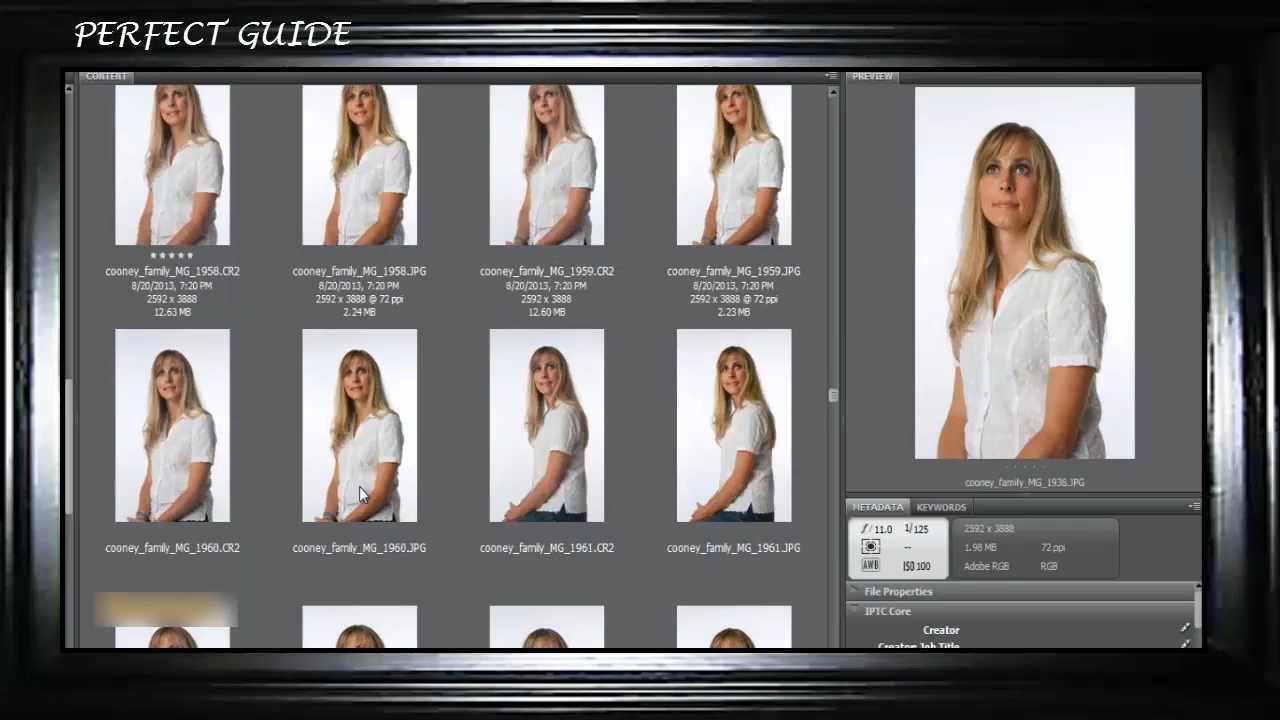 PERFECT GUIDE
CONTENT
PREVIEW
cooney_family_MG_1958.CR2
8/20/2013, 7:20 PM
2592 x 3888
12.63 MB
cooney_family_MG_1958.JPG
8/20/2013, 7:20 PM
2592 x 3888 @ 72 ppi
2.24 MB
cooney_family_MG_1959.CR2
8/20/2013, 7:20 PM
2592 x 3888
12.60 MB
cooney_family_MG_1959.JPG
8/20/2013, 7:20 PM
2592 x 3888 @ 72 ppi
2.23 MB
cooney_family_MG_1960.CR2
cooney_family_MG_1960.JPG
cooney_family_MG_1961.CR2
cooney_family_MG_1961.JPG
cooney_family_MG_1936.JPG
METADATA KEYWORDS
f/ 11.0 1/125
--
AWB ISO 100
2592 x 3888
1.98 MB 72 ppi
Adobe RGB RGB
File Properties
IPTC Core
Creator
Creator: Job Title